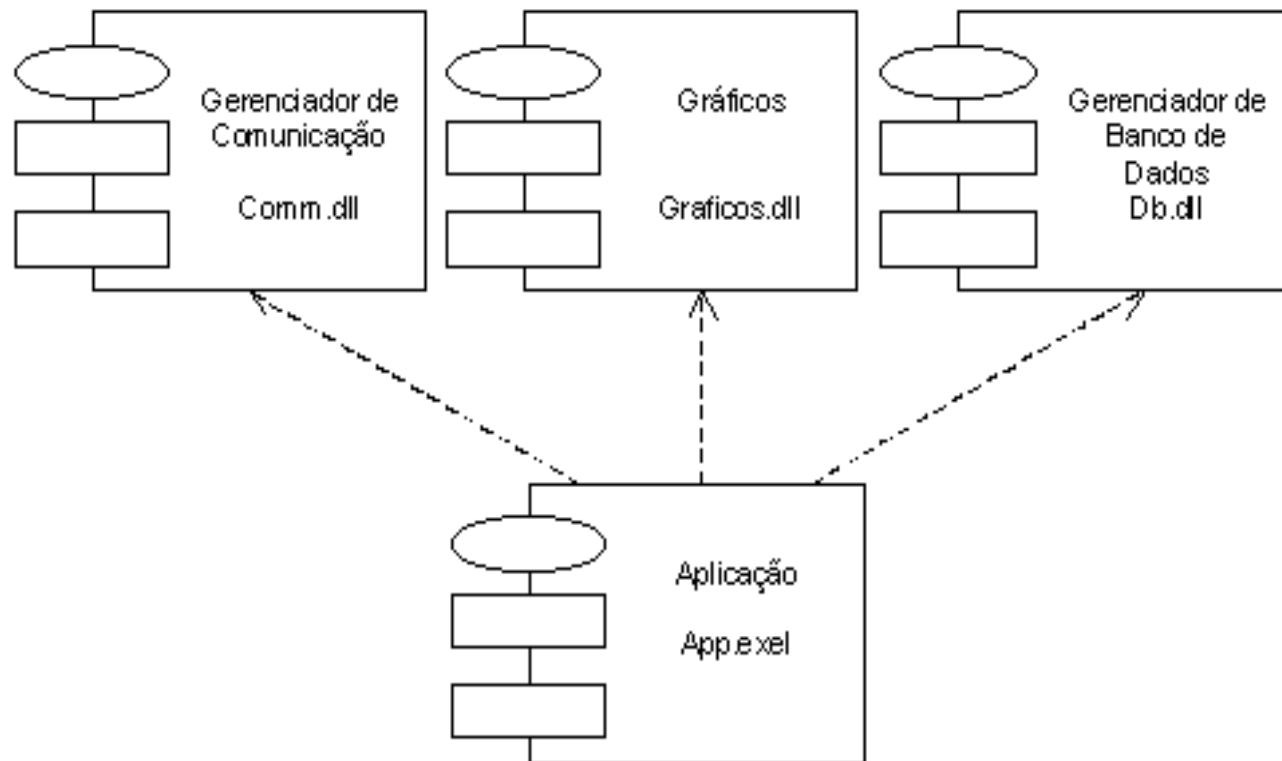 Gerenciador de
Comunicação
Comm.dll
Gráficos
Graficos.dll
Gerenciador de
Banco de
Dados
Db.dll
Aplicação
App.exel